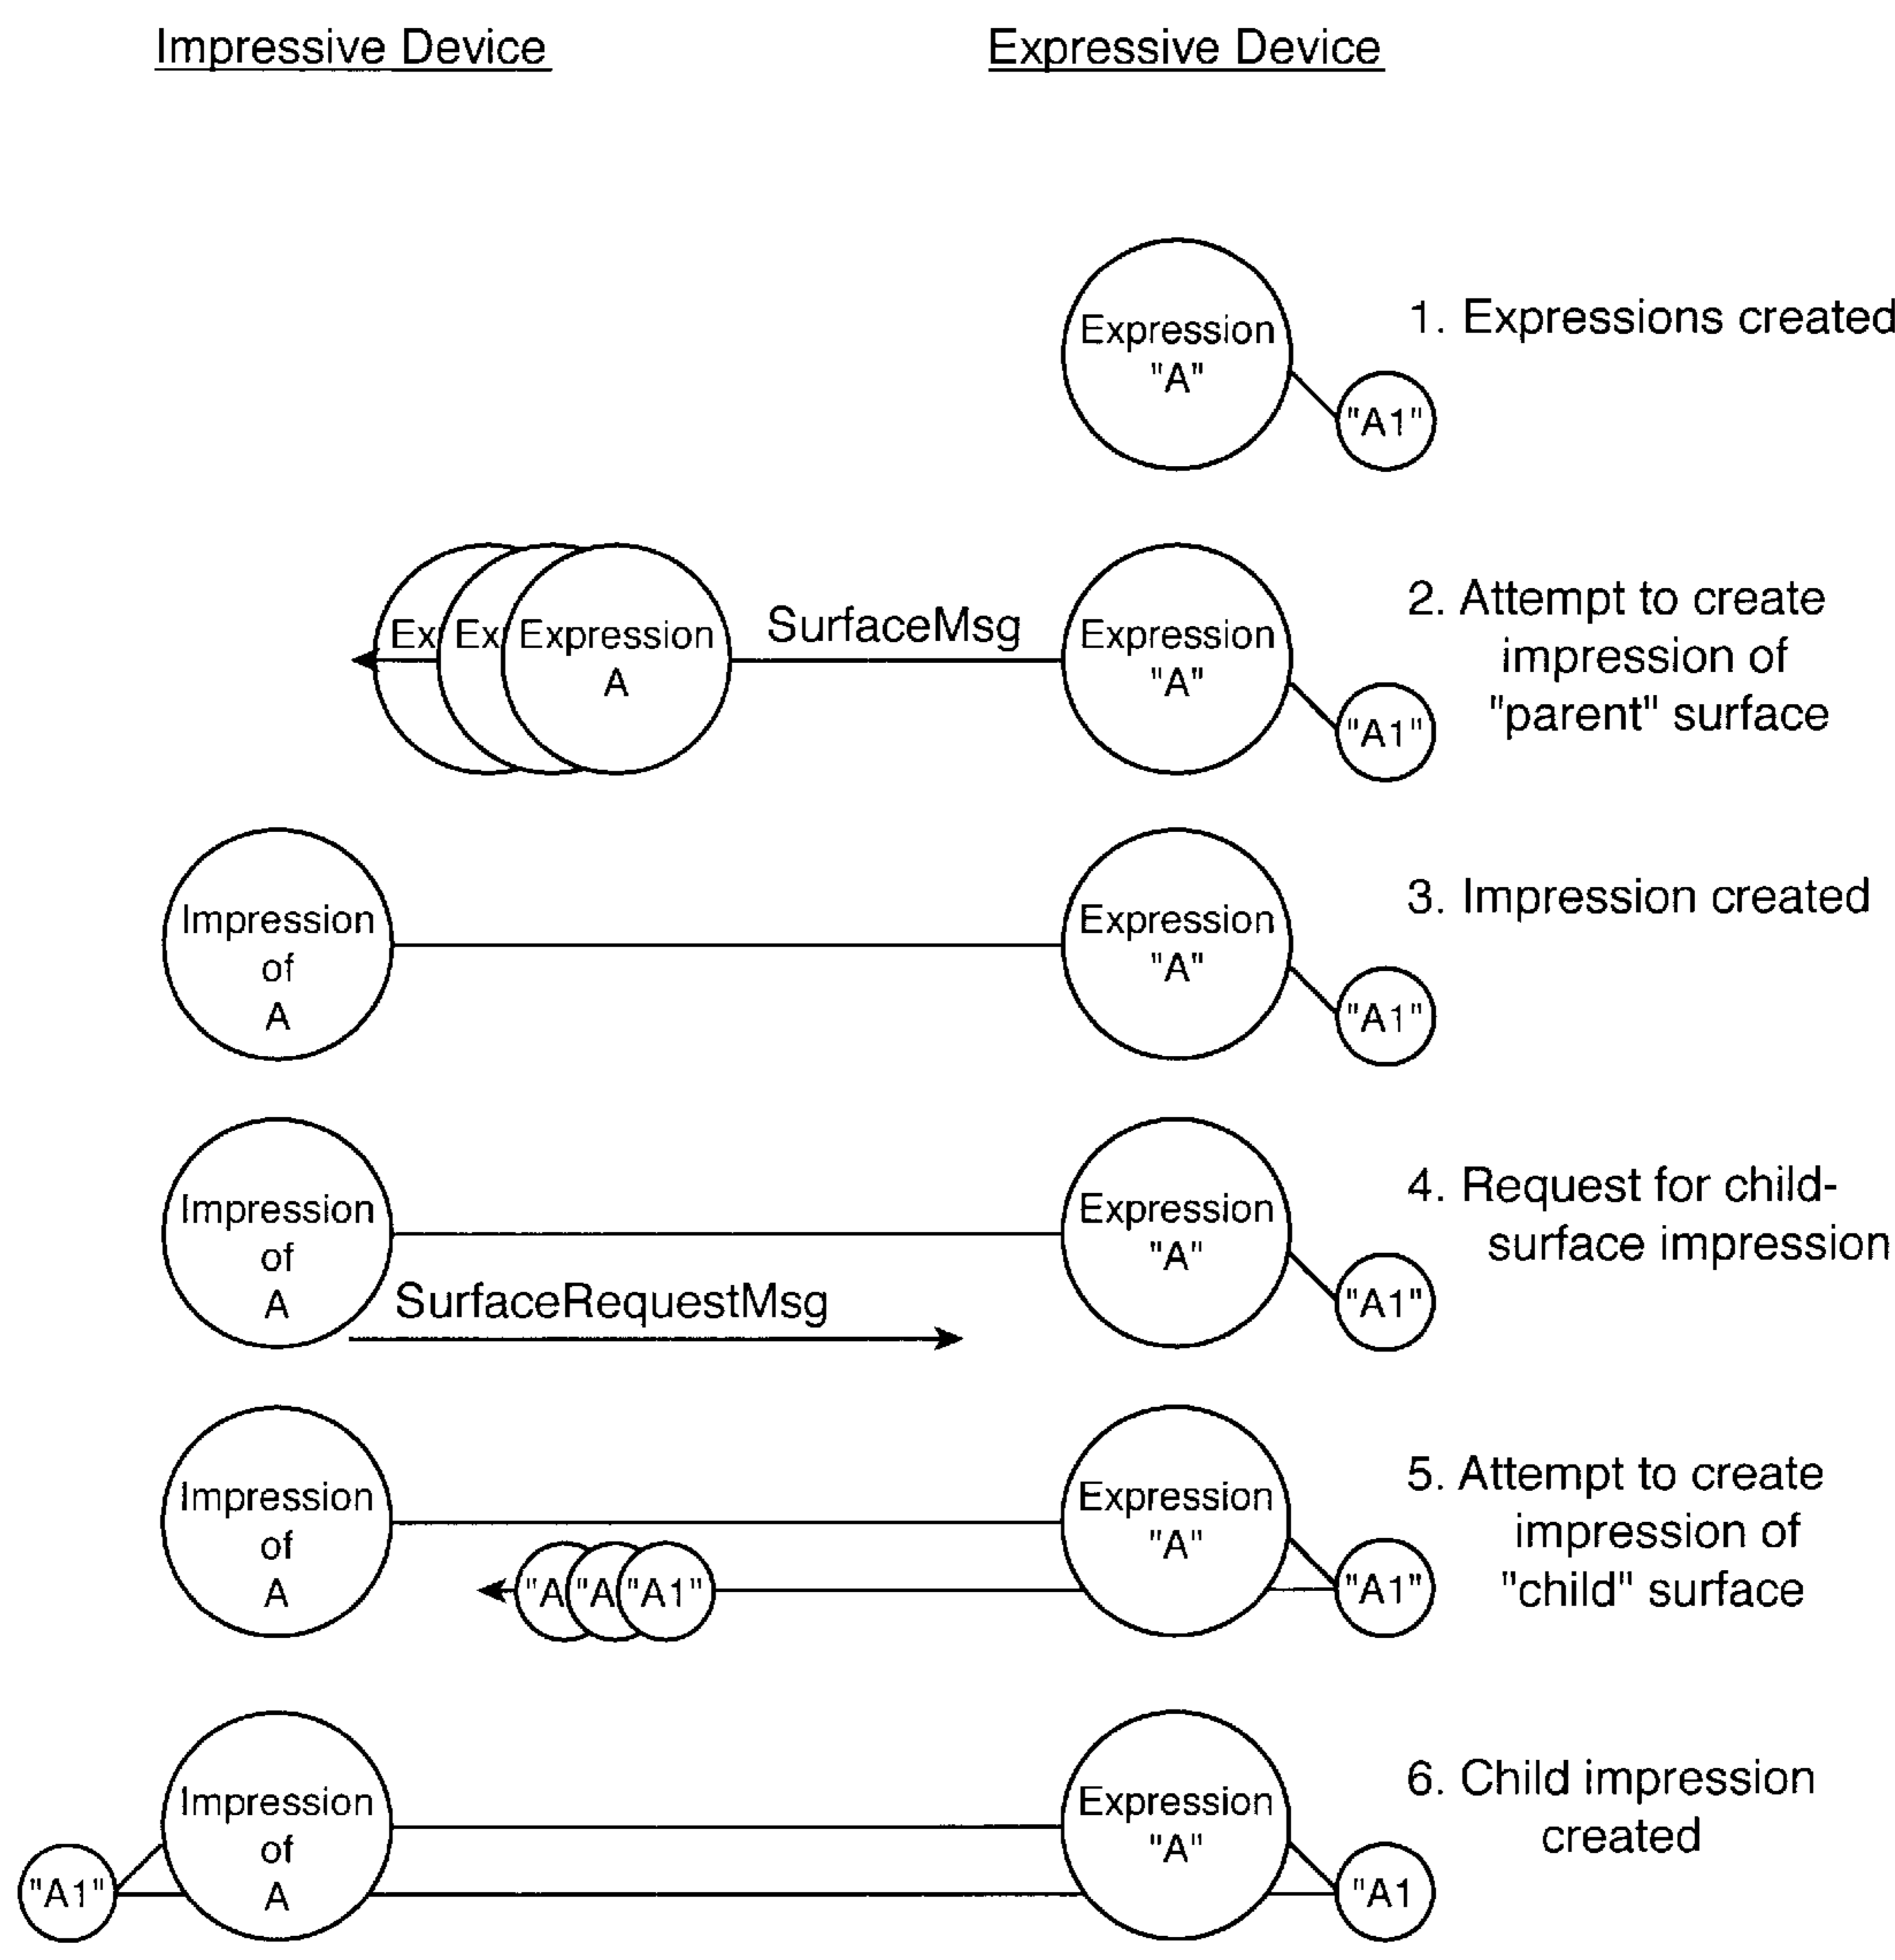 Impressive Device
Expressive Device
Expression
"A"
"A1"
1. Expressions created
Ex
Ex
Expression
A
SurfaceMsg
Expression
"A"
"A1"
2. Attempt to create
impression of
"parent" surface
Impression
of
A
Expression
"A"
"A1"
3. Impression created
Impression
of
A
SurfaceRequestMsg
Expression
"A"
"A1"
4. Request for child-
surface impression
Impression
of
A
"A
"A
"A1"
Expression
"A"
"A1"
5. Attempt to create
impression of
"child" surface
"A1"
Impression
of
A
Expression
"A"
"A1
6. Child impression
created